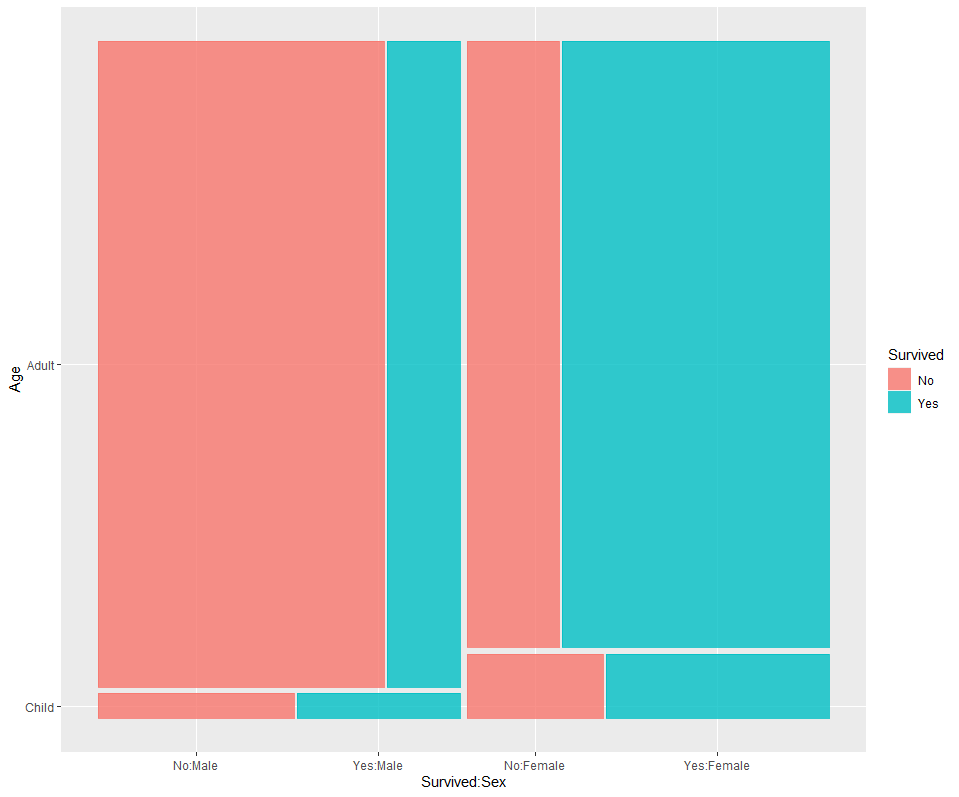 Age
Adult
Child
No:Male
Yes:Male
No:Female
Yes:Female
Survived:Sex
Survived
No
Yes